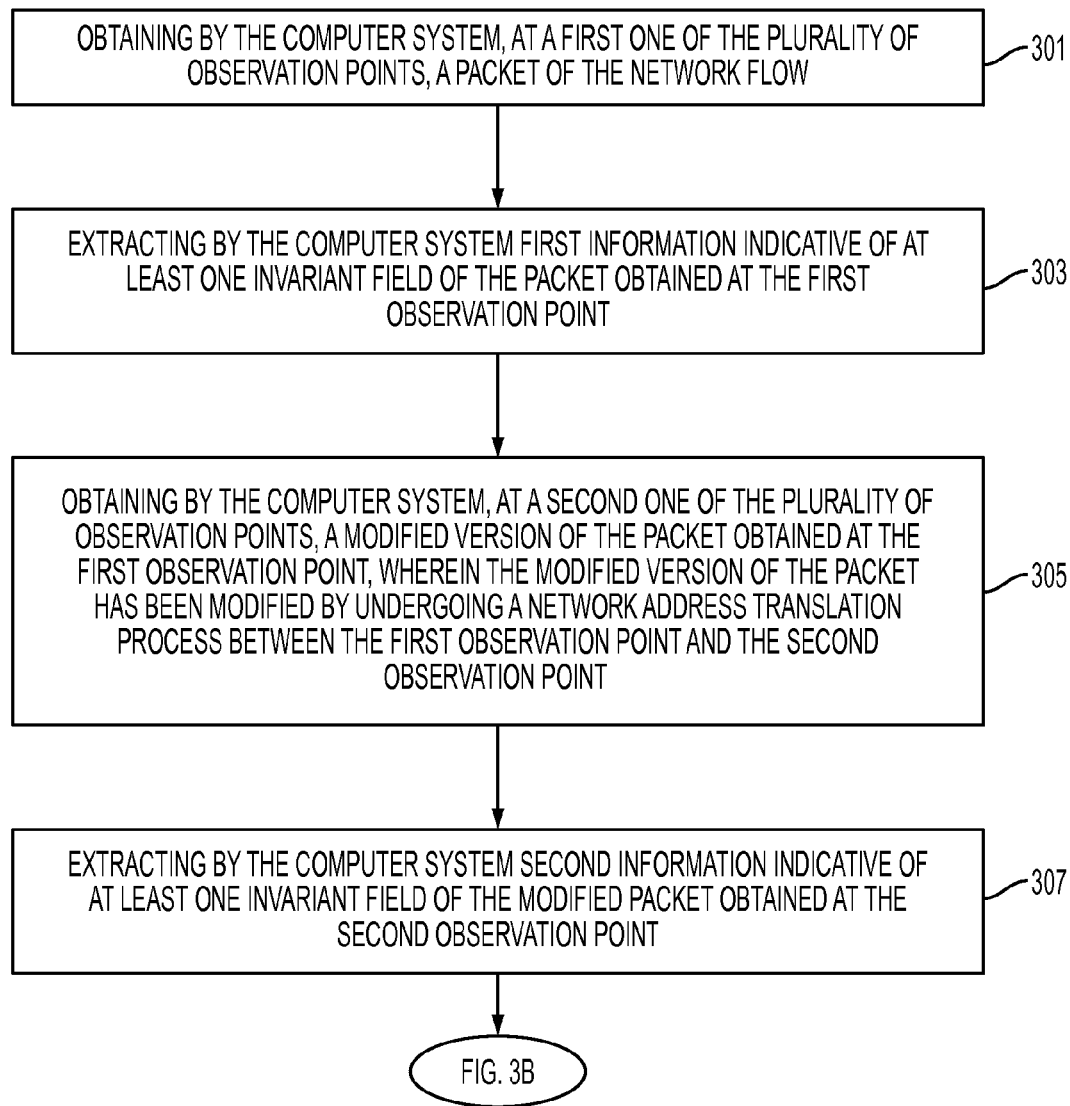 OBTAINING BY THE COMPUTER SYSTEM, AT A FIRST ONE OF THE PLURALITY OF
OBSERVATION POINTS, A PACKET OF THE NETWORK FLOW
301
EXTRACTING BY THE COMPUTER SYSTEM FIRST INFORMATION INDICATIVE OF AT
LEAST ONE INVARIANT FIELD OF THE PACKET OBTAINED AT THE FIRST
OBSERVATION POINT
303
OBTAINING BY THE COMPUTER SYSTEM, AT A SECOND ONE OF THE PLURALITY OF
OBSERVATION POINTS, A MODIFIED VERSION OF THE PACKET OBTAINED AT THE
FIRST OBSERVATION POINT, WHEREIN THE MODIFIED VERSION OF THE PACKET
HAS BEEN MODIFIED BY UNDERGOING A NETWORK ADDRESS TRANSLATION
PROCESS BETWEEN THE FIRST OBSERVATION POINT AND THE SECOND
OBSERVATION POINT
305
EXTRACTING BY THE COMPUTER SYSTEM SECOND INFORMATION INDICATIVE OF
AT LEAST ONE INVARIANT FIELD OF THE MODIFIED PACKET OBTAINED AT THE
SECOND OBSERVATION POINT
307
FIG. 3B